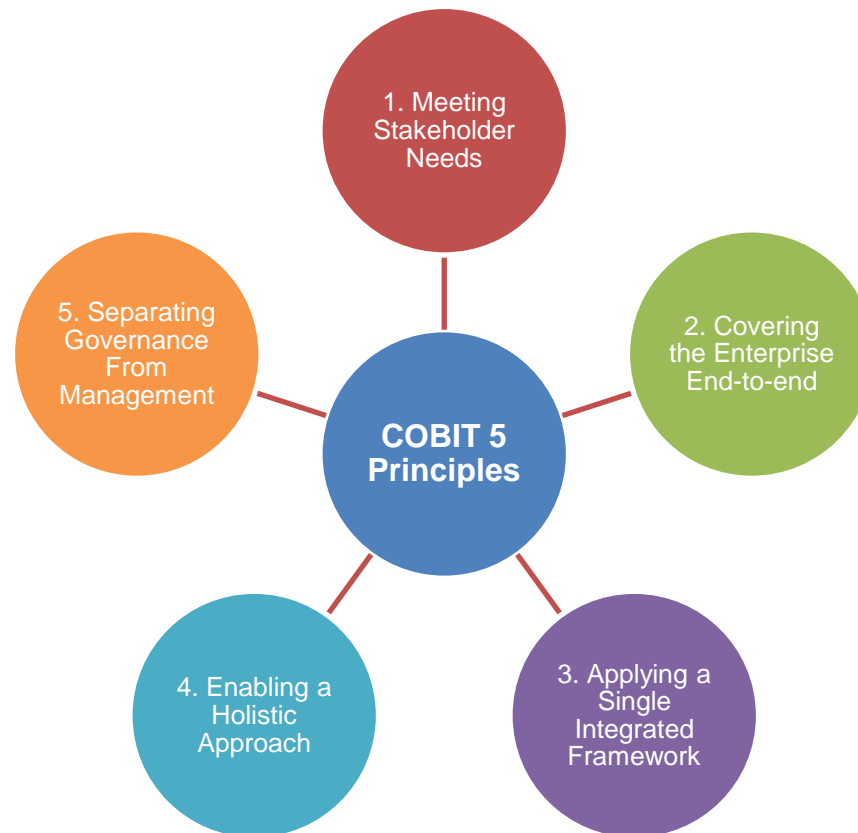 1. Meeting
Stakeholder
Needs
2. Covering
the Enterprise
End-to-end
3. Applying a
Single
Integrated
Framework
4. Enabling a
Holistic
Approach
5. Separating
Governance
From
Management
COBIT 5
Principles